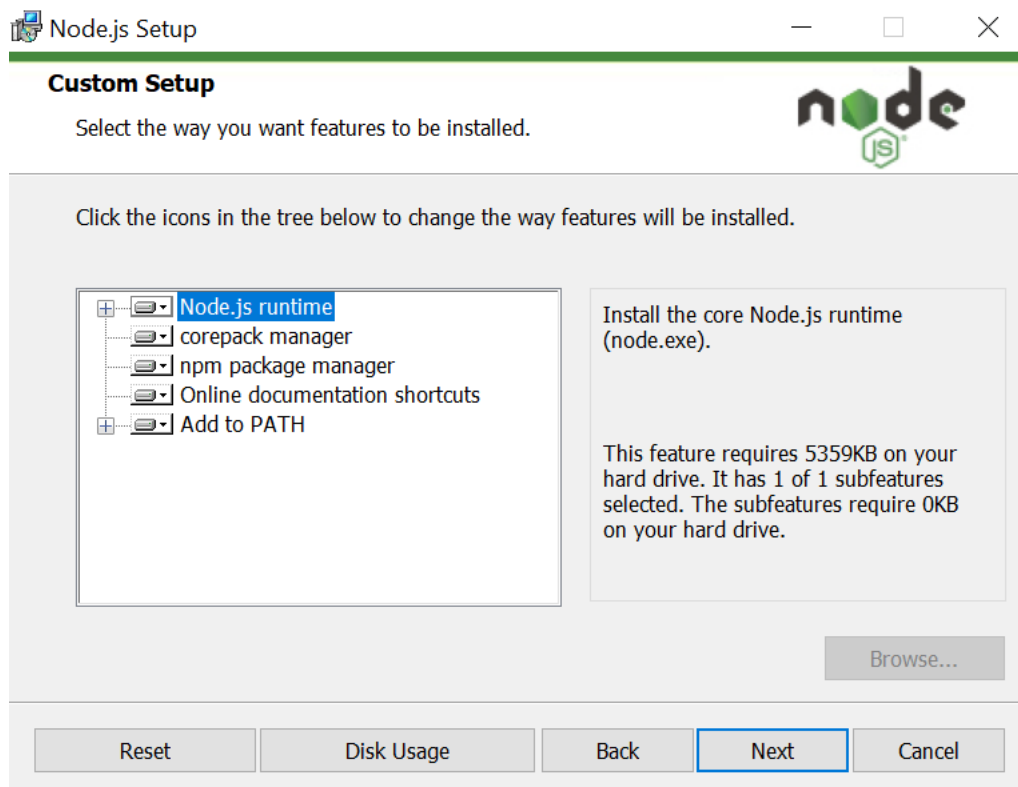 Node.js Setup
Custom Setup
Select the way you want features to be installed.
node
JS
Click the icons in the tree below to change the way features will be installed.
Node.js runtime
corepack manager
npm package manager
Online documentation shortcuts
Add to PATH
Install the core Node.js runtime
(node.exe).
This feature requires 5359KB on your
hard drive. It has 1 of 1 subfeatures
selected. The subfeatures require 0KB
on your hard drive.
Browse...
Reset
Disk Usage
Back
Next
Cancel